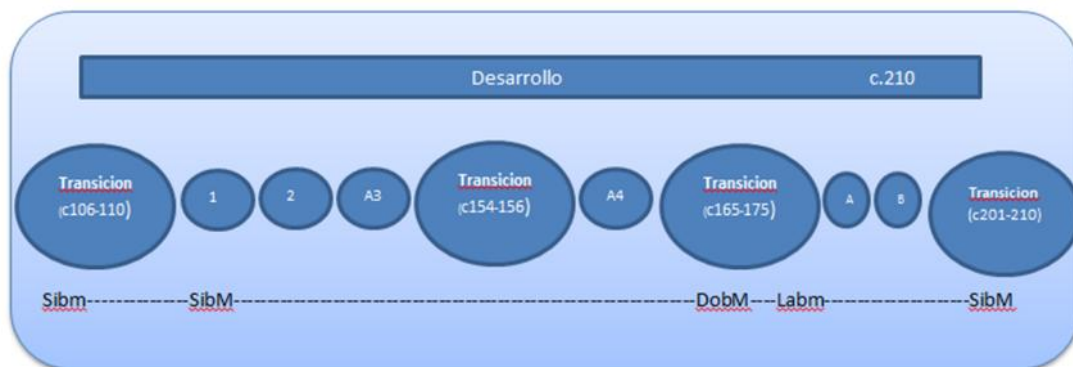 Desarrollo c.210
Transicion
(c106-110)
1
2
A3
Transicion
(c154-156)
A4
Transicion
(c165-175)
A
B
Transicion
(c201-210)
Sibm------------------SibM--------------------------------------------------------------------------DobM-----Labm-----------------------SibM